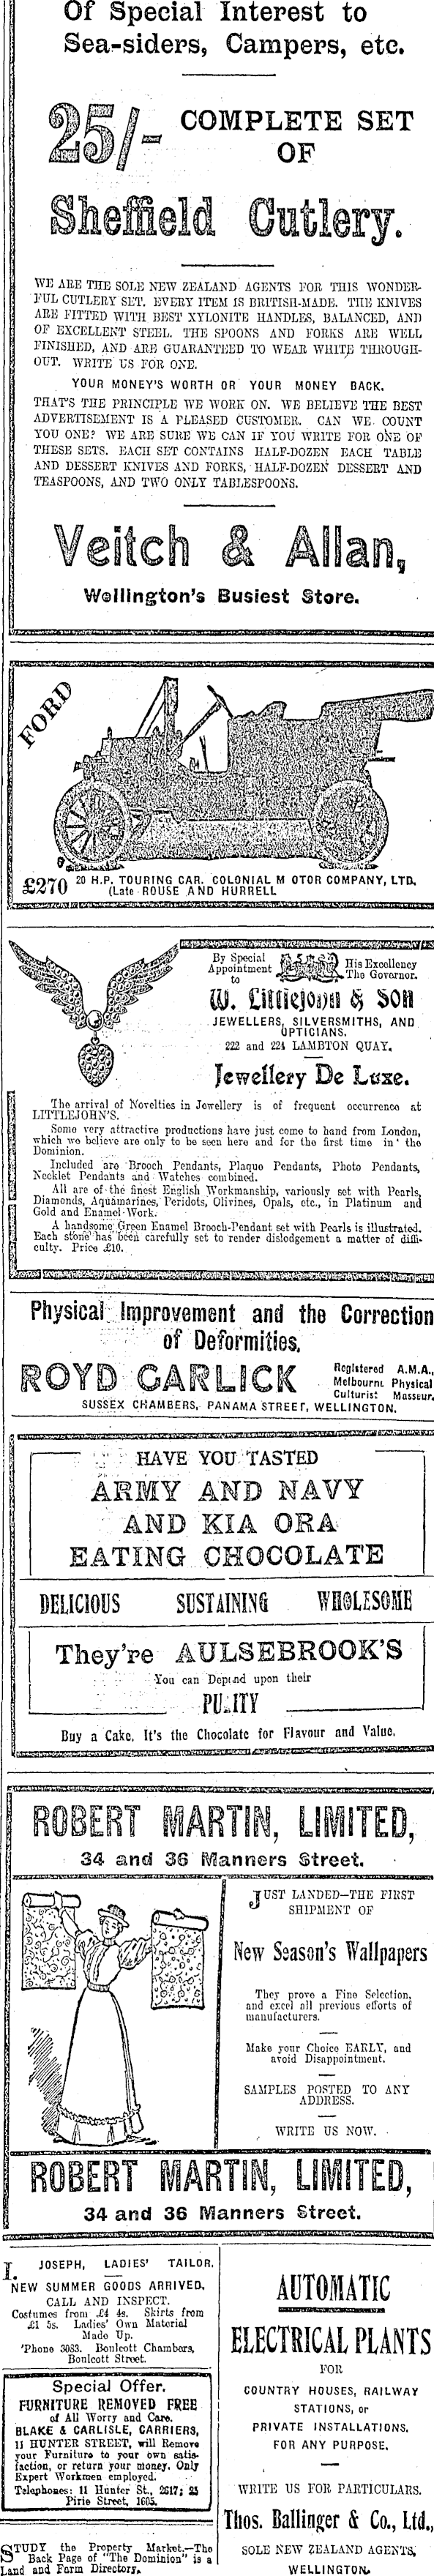 Of Special Interest to
Sea-siders, Campers, etc.
25/- COMPLETE SET
OF
Sheffield Cutlery.
WE ARE THE SOLE NEW ZEALAND AGENTS FOR THIS WONDER-
FUL CUTLERY SET. EVERY ITEM IS BRITISH-MADE. THE KNIVES
ARE FITTED WITH BEST XYLONITE HANDLES, BALANCED, AND
OF EXCELLENT STEEL. THE SPOONS AND FORKS ARE WELL
FINISHED, AND ARE GUARANTEED TO WEAR WHITE THROUGH-
OUT. WRITE US FOR ONE.
YOUR MONEY'S WORTH OR YOUR MONEY BACK.
THAT'S THE PRINCIPLE WE WORK ON. WE BELIEVE THE BEST
ADVERTISEMENT IS A PLEASED CUSTOMER. CAN WE COUNT
YOU ONE? WE ARE SURE WE CAN IF YOU WRITE FOR ONE OF
THESE SETS. EACH SET CONTAINS HALF-DOZEN EACH TABLE
AND DESSERT KNIVES AND FORKS, HALF-DOZEN DESSERT AND
TEASPOONS, AND TWO ONLY TABLESPOONS.
Veitch & Allan,
Wellington's Busiest Store.
FORD
£270 20 H.P. TOURING CAR. COLONIAL M OTOR COMPANY, LTD.
(Late ROUSE AND HURRELL
By Special
Appointment
to
His Excellency
The Governor.
W. Littlejohn & Son
JEWELLERS, SILVERSMITHS, AND
OPTICIANS.
222 and 224 LAMBTON QUAY.
Jewellery De Luxe.
The arrival of Novelties in Jewellery is of frequent occurrence at
LITTLEJOHN'S.
Some very attractive productions have just come to hand from London,
which we believe are only to be seen here and for the first time in the
Dominion.
Included are Brooch Pendants, Plaque Pendants, Photo Pendants,
Necklet Pendants and Watches combined.
All are of the finest English Workmanship, variously set with Pearls,
Diamonds, Aquamarines, Peridots, Olivines, Opals, etc., in Platinum and
Gold and Enamel Work.
A handsome Green Enamel Brooch-Pendant set with Pearls is illustrated.
Each stone has been carefully set to render dislodgement a matter of diffi-
culty. Price £10.
Physical Improvement and the Correction
of Deformities.
ROYD GARLICK
Registered A.M.A.,
Melbourne Physical
Culturist Masseur,
SUSSEX CHAMBERS, PANAMA STREET, WELLINGTON.
HAVE YOU TASTED
ARMY AND NAVY
AND KIA ORA
EATING CHOCOLATE
DELICIOUS SUSTAINING WHOLESOME
They're AULSEBROOK'S
You can Depend upon their
PURITY
Buy a Cake. It's the Chocolate for Flavour and Value.
ROBERT MARTIN, LIMITED,
34 and 36 Manners Street.
JUST LANDED—THE FIRST
SHIPMENT OF
New Season's Wallpapers
They prove a Fine Selection,
and excel all previous efforts of
manufacturers.
Make your Choice EARLY, and
avoid Disappointment.
SAMPLES POSTED TO ANY
ADDRESS.
WRITE US NOW.
ROBERT MARTIN, LIMITED,
34 and 36 Manners Street.
I. JOSEPH, LADIES' TAILOR.
NEW SUMMER GOODS ARRIVED.
CALL AND INSPECT.
Costumes from £4 4s. Skirts from
£1 5s. Ladies' Own Material
Made Up.
'Phone 3083. Boulcott Chambers,
Boulcott Street.
Special Offer.
FURNITURE REMOVED FREE
of All Worry and Care.
BLAKE & CARLISLE, CARRIERS,
11 HUNTER STREET, will Remove
your Furniture to your own satis-
faction, or return your money. Only
Expert Workmen employed.
Telephones: 11 Hunter St., 2617; 25
Pirie Street, 1605.
STUDY the Property Market.—The
Back Page of "The Dominion" is a
Land and Farm Directory.
AUTOMATIC
ELECTRICAL PLANTS
FOR
COUNTRY HOUSES, RAILWAY
STATIONS, or
PRIVATE INSTALLATIONS,
FOR ANY PURPOSE.
WRITE US FOR PARTICULARS.
Thos. Ballinger & Co., Ltd.,
SOLE NEW ZEALAND AGENTS,
WELLINGTON.